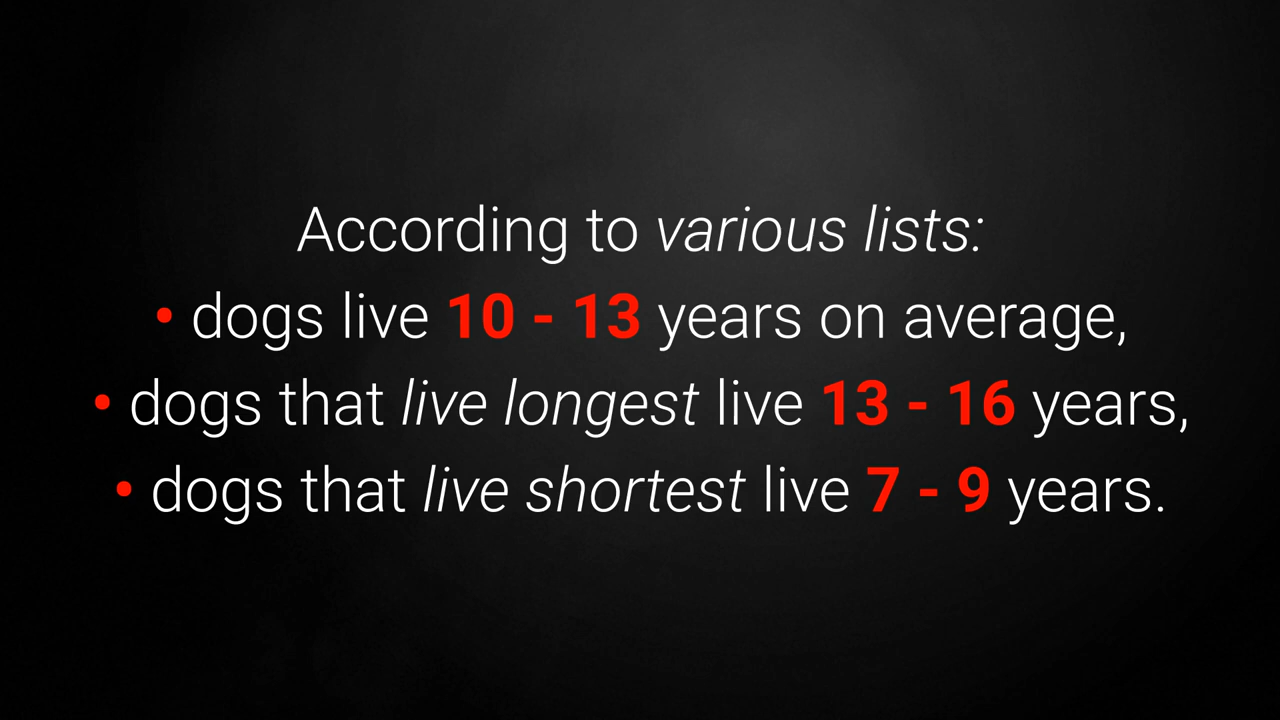 According to various lists:
• dogs live 10 - 13 years on average,
• dogs that live longest live 13 - 16 years,
• dogs that live shortest live 7 - 9 years.